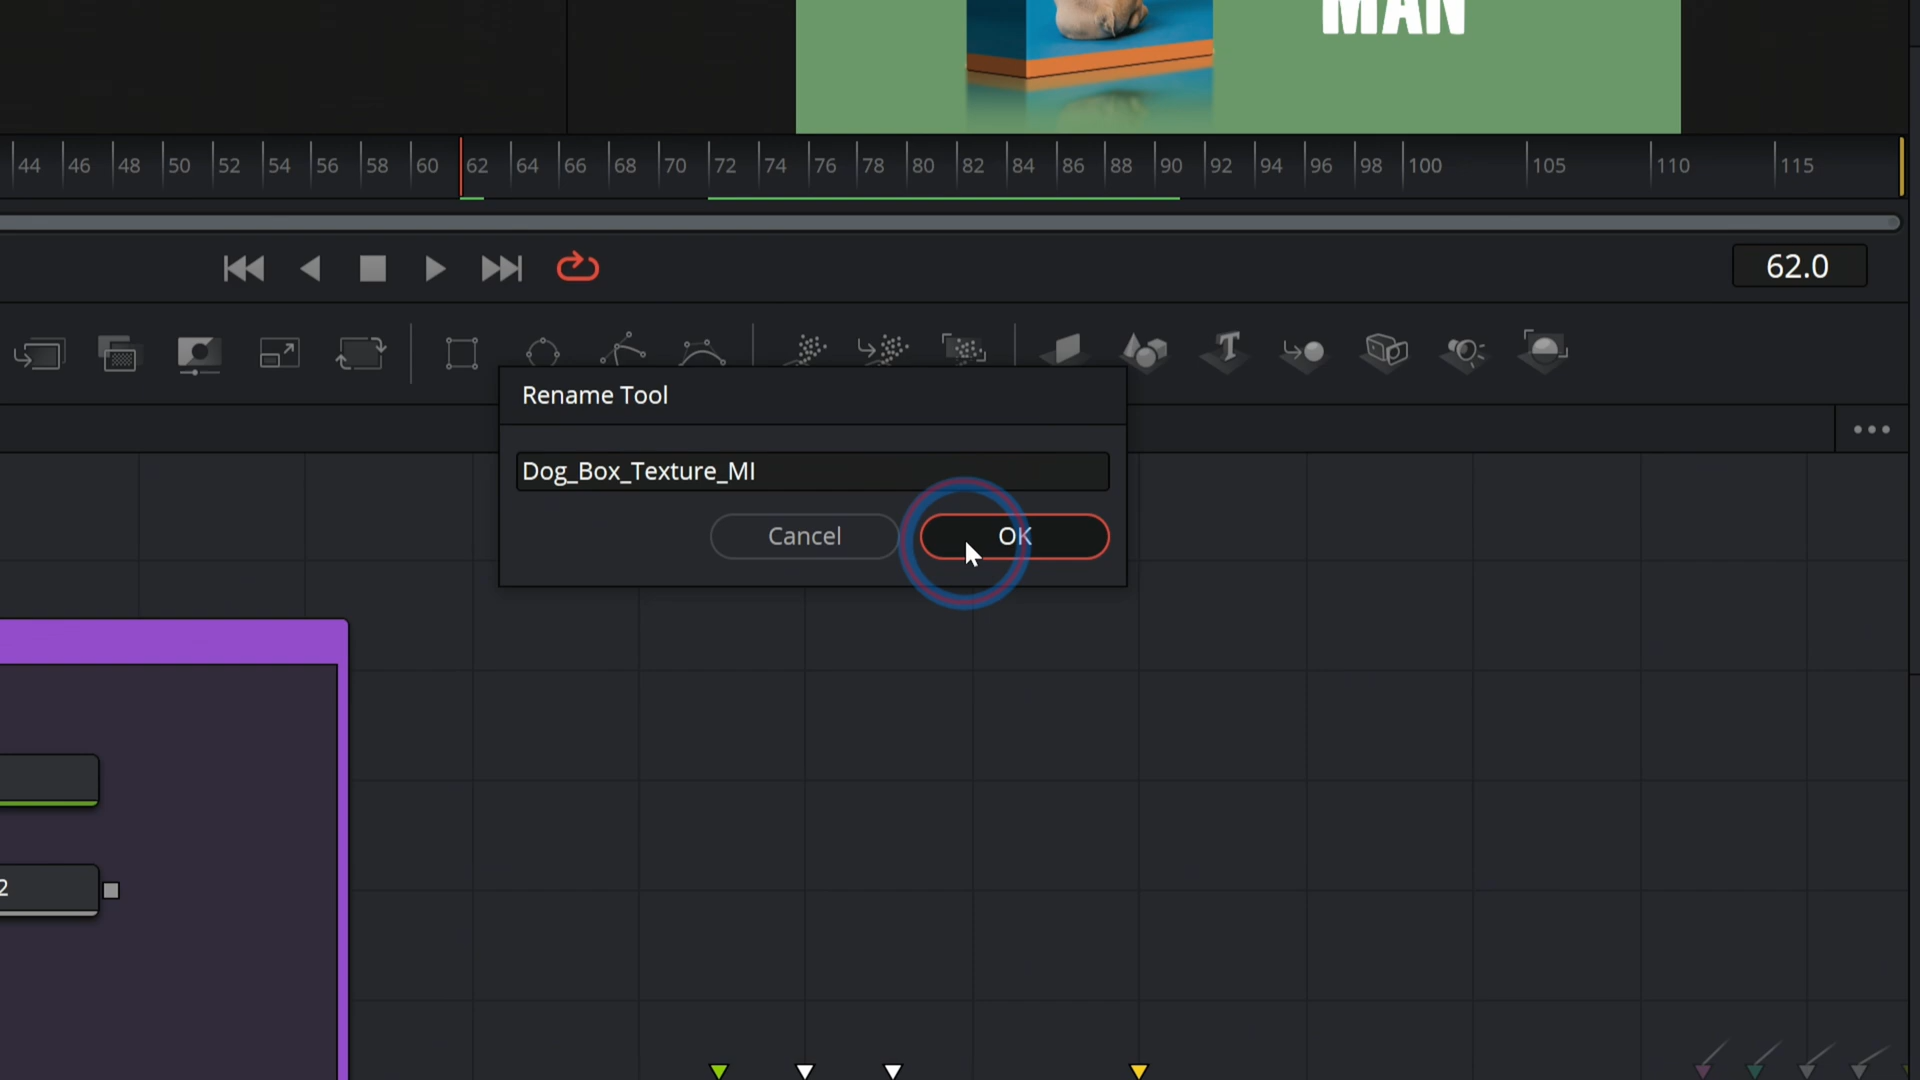 MAN
44 46 48 50 52 54 56 58 60 62 64 66 68 70 72 74 76 78 80 82 84 86 88 90 92 94 96 98 100 105 110 115
62.0
Rename Tool
Dog_Box_Texture_MI
Cancel OK
2